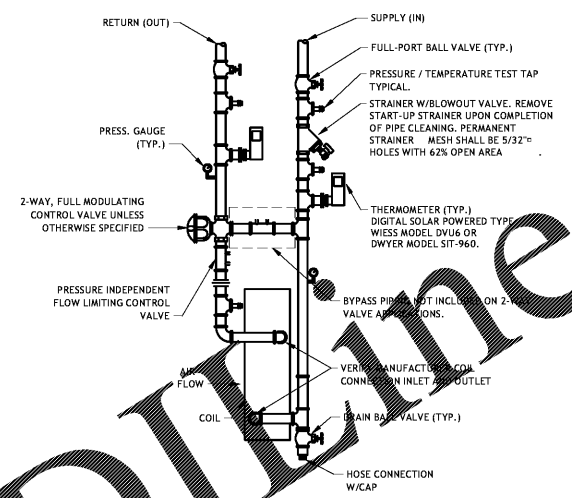 RETURN (OUT)
SUPPLY (IN)
FULL-PORT BALL VALVE (TYP.)
PRESSURE / TEMPERATURE TEST TAP
TYPICAL.
STRAINER W/BLOWOUT VALVE. REMOVE
START-UP STRAINER UPON COMPLETION
OF PIPE CLEANING. PERMANENT
STRAINER MESH SHALL BE 5/32"¤
HOLES WITH 62% OPEN AREA .
PRESS. GAUGE
(TYP.)
2-WAY, FULL MODULATING
CONTROL VALVE UNLESS
OTHERWISE SPECIFIED
THERMOMETER (TYP.)
DIGITAL SOLAR POWERED TYPE
WIESS MODEL DVU6 OR
DWYER MODEL SIT-960.
PRESSURE INDEPENDENT
FLOW LIMITING CONTROL
VALVE
BYPASS PIPING NOT INCLUDED ON 2-WAY
VALVE APPLICATIONS.
AIR
FLOW
VERIFY MANUFACTURER COIL
CONNECTION INLET AND OUTLET
COIL
DRAIN BALL VALVE (TYP.)
HOSE CONNECTION
W/CAP